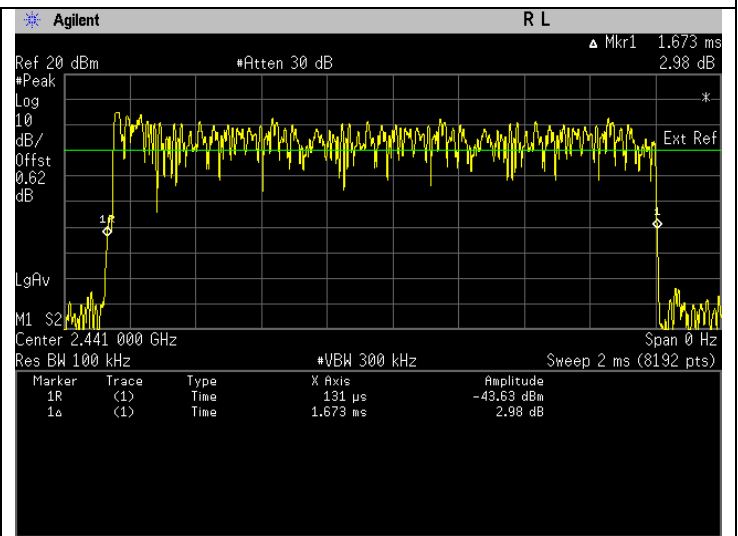 Agilent R L
Δ Mkr1 1.673 ms
Ref 20 dBm #Atten 30 dB 2.98 dB
#Peak
Log
10
dB/
Offst
0.62
dB
*
Ext Ref
1R
1
LgAv
M1 S2
Center 2.441 000 GHz Span 0 Hz
Res BW 100 kHz #VBW 300 kHz Sweep 2 ms (8192 pts)
Marker Trace Type X Axis Amplitude
1R (1) Time 131 µs -43.63 dBm
1Δ (1) Time 1.673 ms 2.98 dB